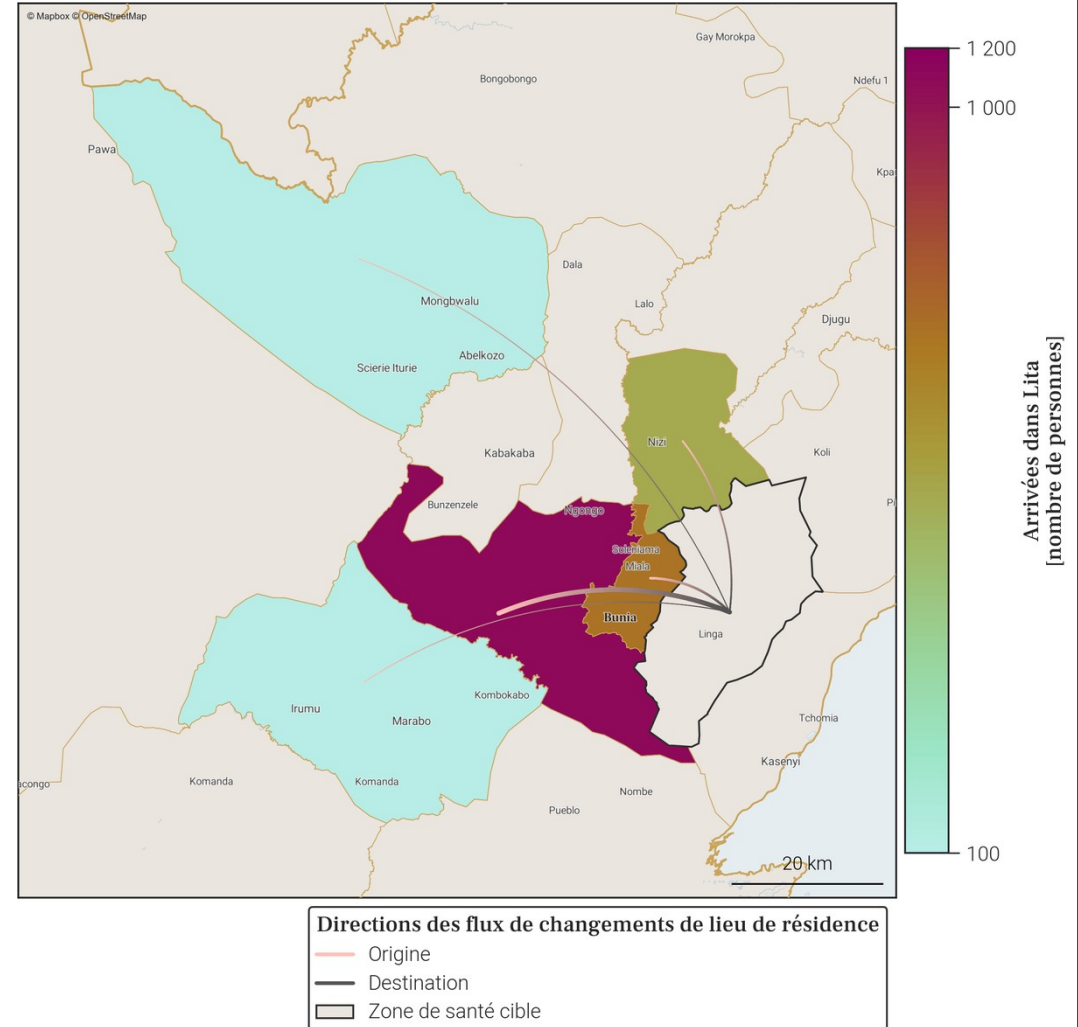 © Mapbox © OpenStreetMap
Gay Morokpa
Bongobongo
Ndefu 1
Pawa
Dala
Mongbwalu
Lalo
Djugu
Abelkozo
Scierie Iturie
Nizi
Kabakaba
Koli
Bunzenzele
Ngongo
Soleniama
Miala
Bunia
Linga
Kombokabo
Irumu
Marabo
Tchomia
Kasenyi
Komanda
Komanda
Nombe
Pueblo
20 km
1 200
1 000
100
Arrivées dans Lita
[nombre de personnes]
Directions des flux de changements de lieu de résidence
Origine
Destination
Zone de santé cible